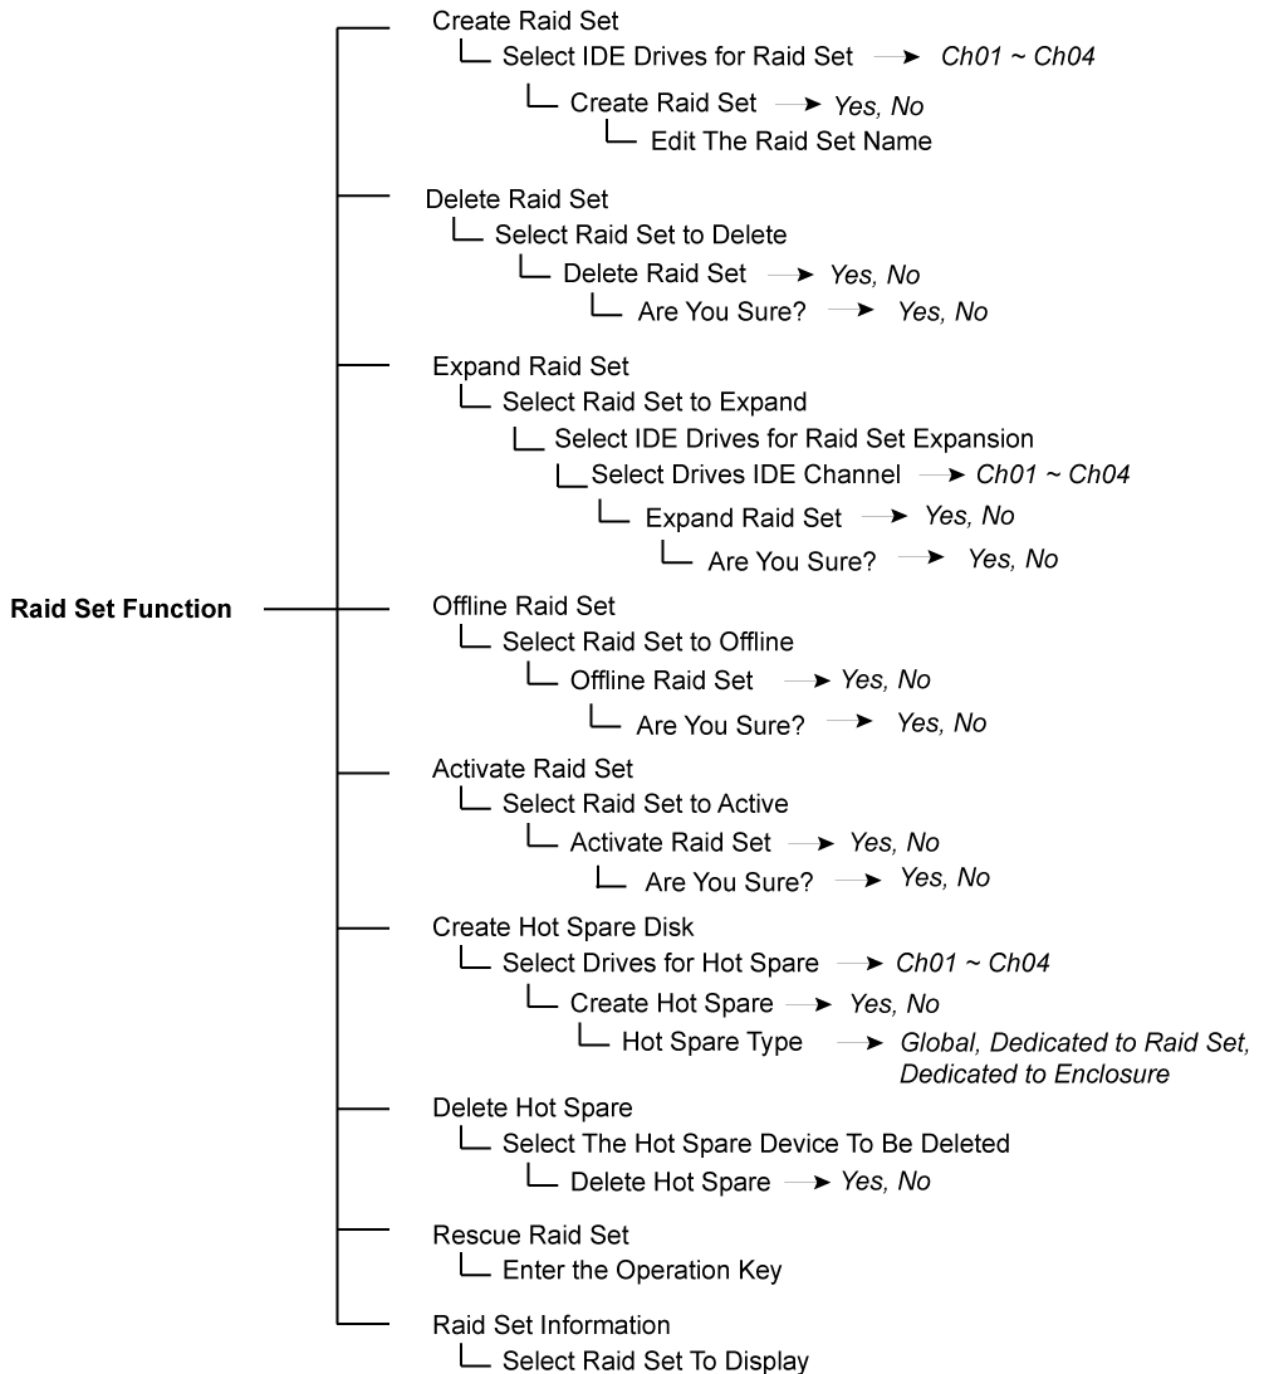 Create Raid Set
Select IDE Drives for Raid Set Ch01 ~ Ch04
Create Raid Set Yes, No
Edit The Raid Set Name
Delete Raid Set
Select Raid Set to Delete
Delete Raid Set Yes, No
Are You Sure? Yes, No
Expand Raid Set
Select Raid Set to Expand
Select IDE Drives for Raid Set Expansion
Select Drives IDE Channel Ch01 ~ Ch04
Expand Raid Set Yes, No
Are You Sure? Yes, No
Raid Set Function
Offline Raid Set
Select Raid Set to Offline
Offline Raid Set Yes, No
Are You Sure? Yes, No
Activate Raid Set
Select Raid Set to Active
Activate Raid Set Yes, No
Are You Sure? Yes, No
Create Hot Spare Disk
Select Drives for Hot Spare Ch01 ~ Ch04
Create Hot Spare Yes, No
Hot Spare Type Global, Dedicated to Raid Set,
Dedicated to Enclosure
Delete Hot Spare
Select The Hot Spare Device To Be Deleted
Delete Hot Spare Yes, No
Rescue Raid Set
Enter the Operation Key
Raid Set Information
Select Raid Set To Display